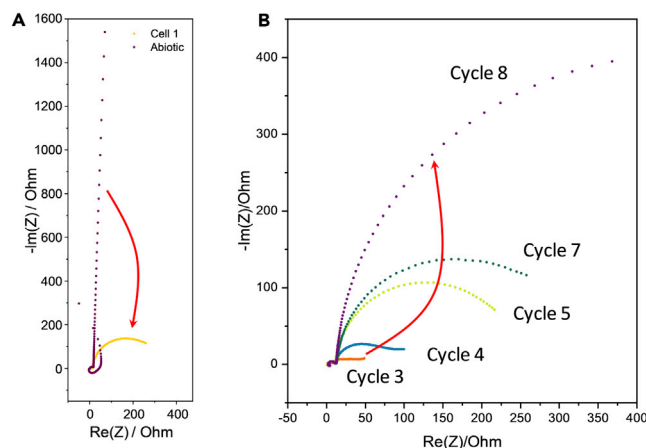 A
B
Cell 1
Abiotic
1600
1400
1200
1000
800
600
400
200
0
0
200
400
-Im(Z) / Ohm
Re(Z) / Ohm
400
300
200
100
0
-50
0
50
100
150
200
250
300
350
400
-Im(Z)/Ohm
Re(Z)/Ohm
Cycle 8
Cycle 7
Cycle 5
Cycle 4
Cycle 3